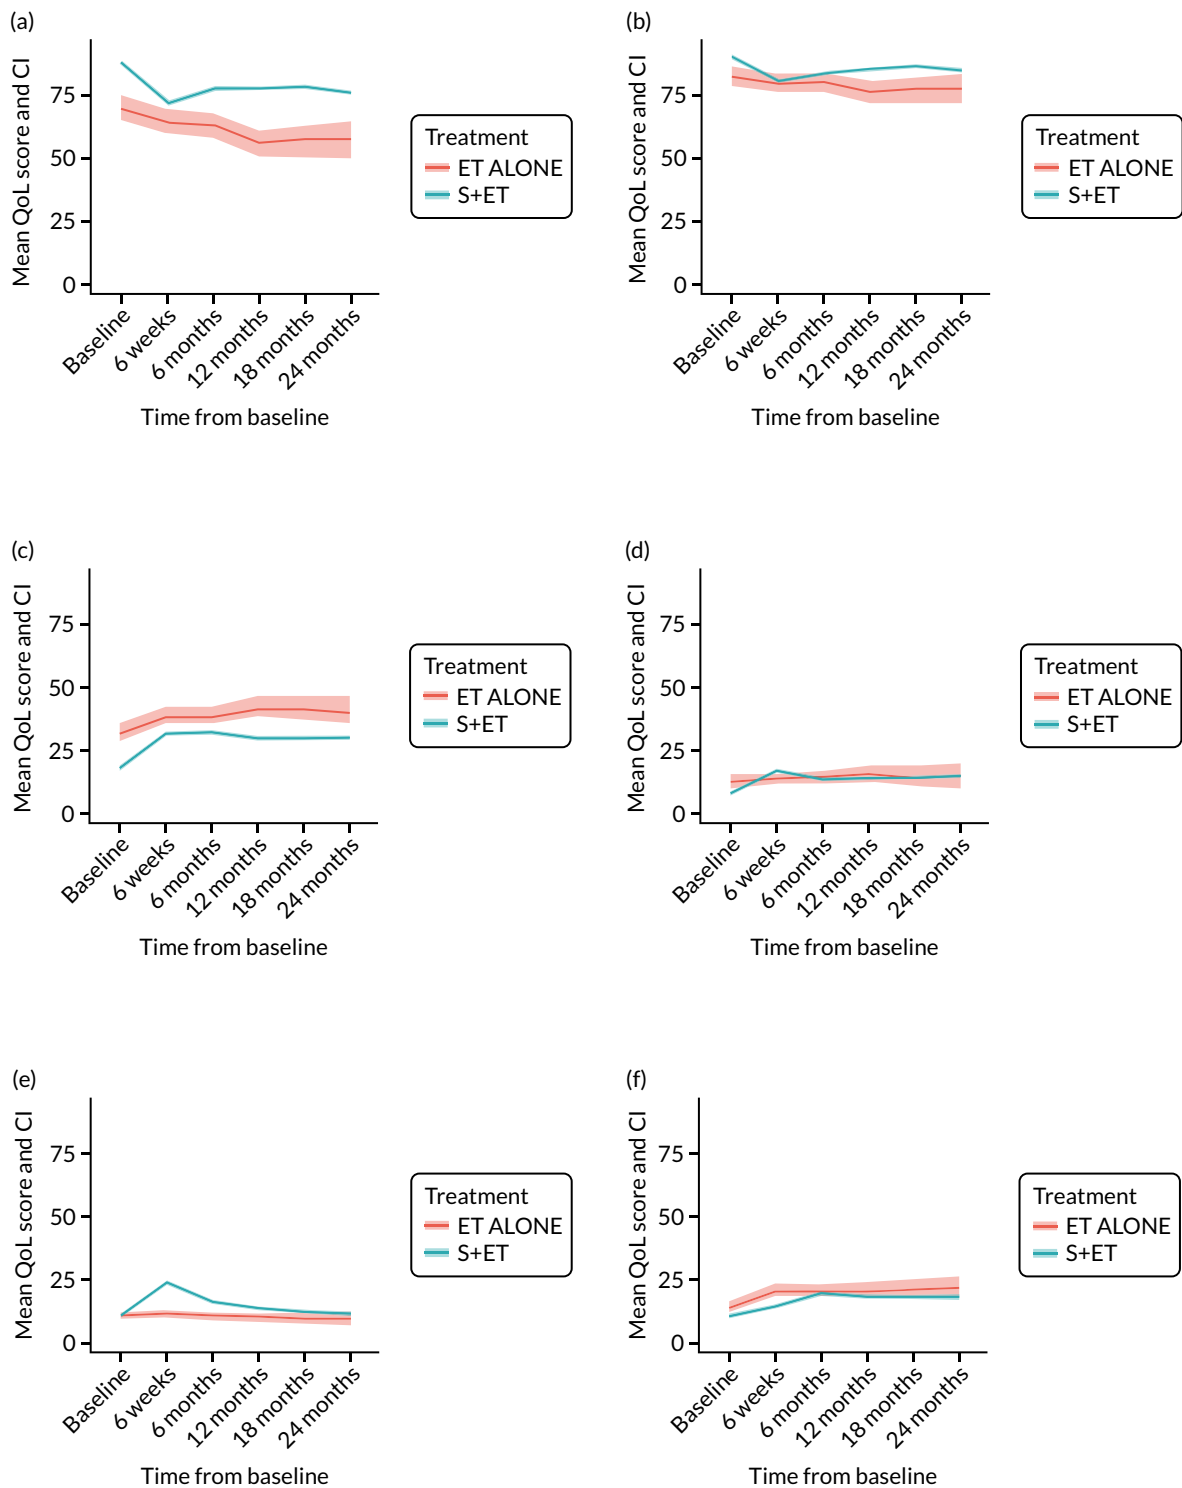 (a)
Mean QoL score and CI
75
50
25
0
Baseline
6 weeks
6 months
12 months
18 months
24 months
Time from baseline
Treatment
ET ALONE
S+ET
(b)
Mean QoL score and CI
75
50
25
0
Baseline
6 weeks
6 months
12 months
18 months
24 months
Time from baseline
Treatment
ET ALONE
S+ET
(c)
Mean QoL score and CI
75
50
25
0
Baseline
6 weeks
6 months
12 months
18 months
24 months
Time from baseline
Treatment
ET ALONE
S+ET
(d)
Mean QoL score and CI
75
50
25
0
Baseline
6 weeks
6 months
12 months
18 months
24 months
Time from baseline
Treatment
ET ALONE
S+ET
(e)
Mean QoL score and CI
75
50
25
0
Baseline
6 weeks
6 months
12 months
18 months
24 months
Time from baseline
Treatment
ET ALONE
S+ET
(f)
Mean QoL score and CI
75
50
25
0
Baseline
6 weeks
6 months
12 months
18 months
24 months
Time from baseline
Treatment
ET ALONE
S+ET